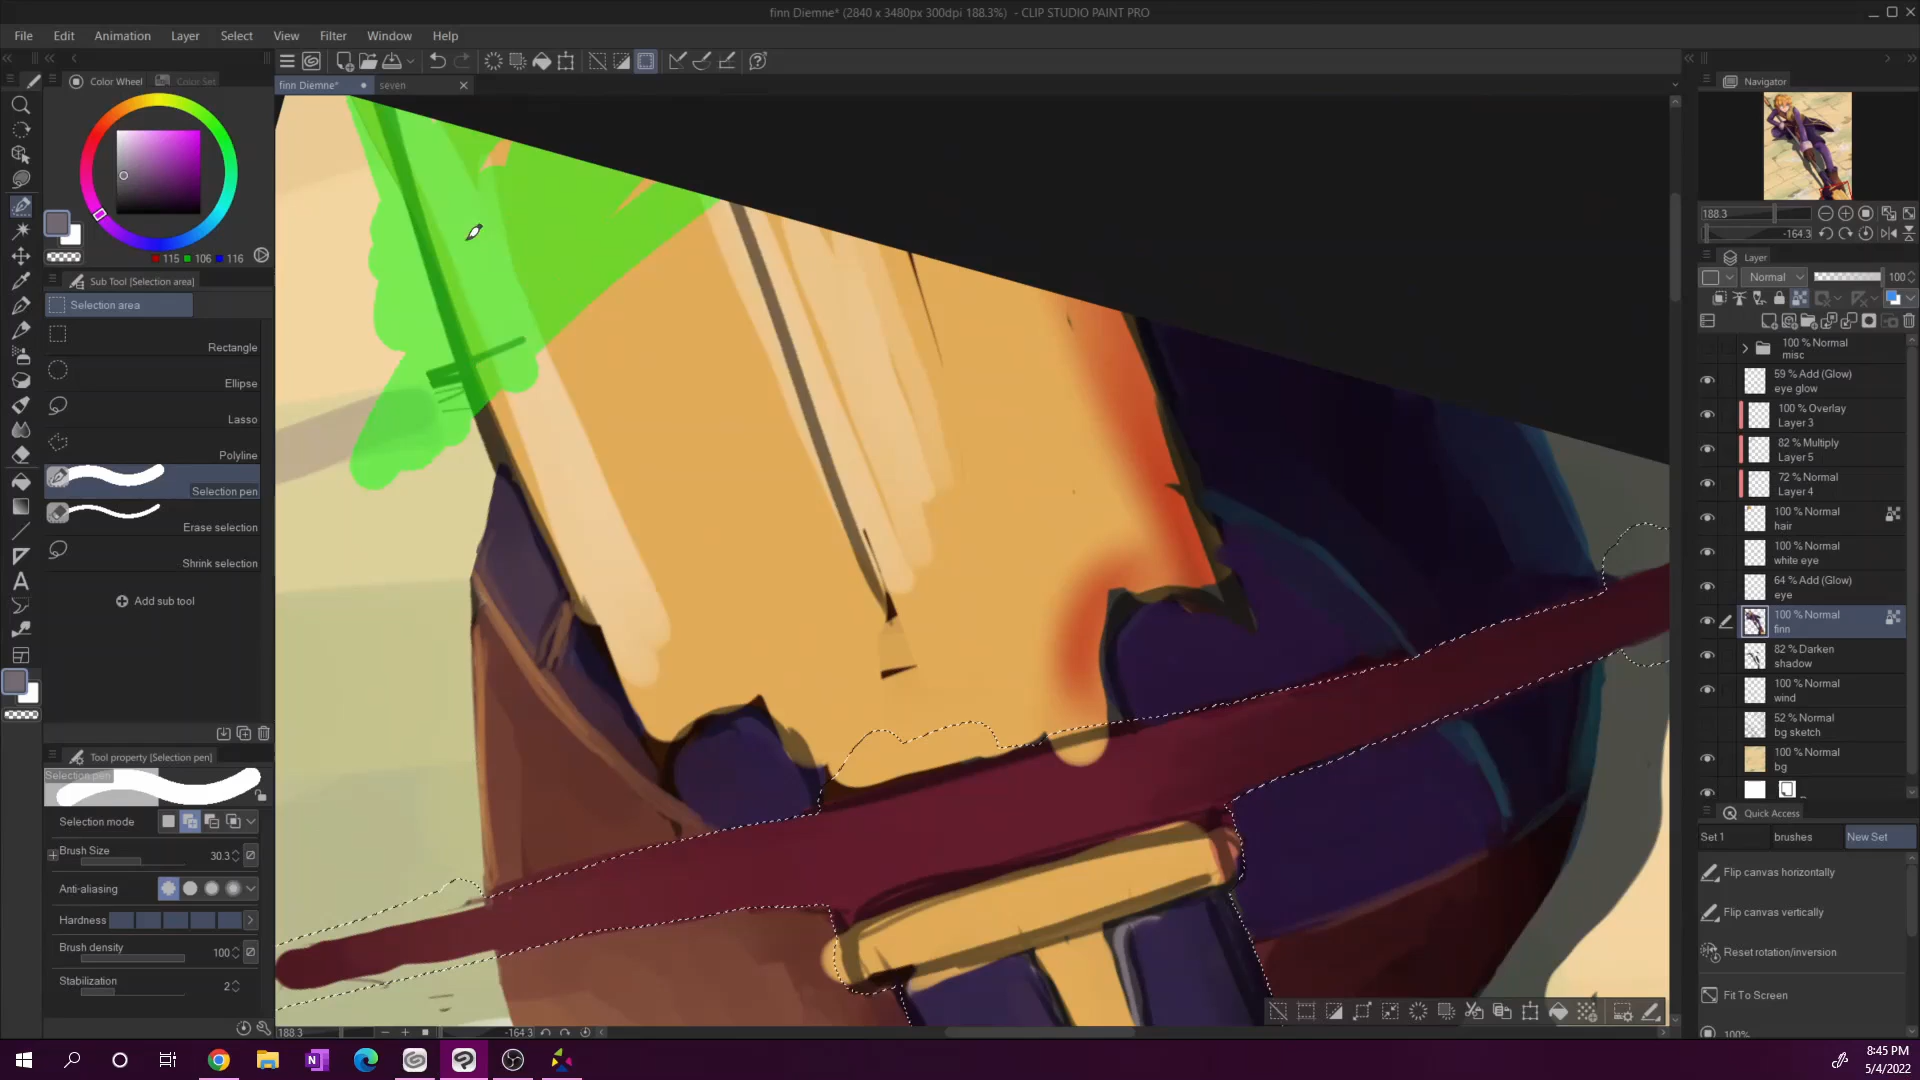 finn Diemne* (2840 x 3480px 300dpi 188.3%)  - CLIP STUDIO PAINT PRO
File Edit Animation Layer Select View Filter Window Help
Color Wheel Color Set
finn Diemne* seven
Navigator
115 106 116
188.3
-164.3
Sub Tool [Selection area]
Selection area
Rectangle
Ellipse
Lasso
Polyline
Selection pen
Erase selection
Shrink selection
Add sub tool
Tool property [Selection pen]
Selection pen
Selection mode
Brush Size 30.3
Anti-aliasing
Hardness
Brush density 100
Stabilization 2
188.3 -164.3
Layer
Normal 100
100 % Normal
misc
59 % Add (Glow)
eye glow
100 % Overlay
Layer 3
82 % Multiply
Layer 5
72 % Normal
Layer 4
100 % Normal
hair
100 % Normal
white eye
64 % Add (Glow)
eye
100 % Normal
finn
82 % Darken
shadow
100 % Normal
wind
52 % Normal
bg sketch
100 % Normal
bg
Quick Access
Set 1 brushes New Set
Flip canvas horizontally
Flip canvas vertically
Reset rotation/inversion
Fit To Screen
100%
8:45 PM
5/4/2022